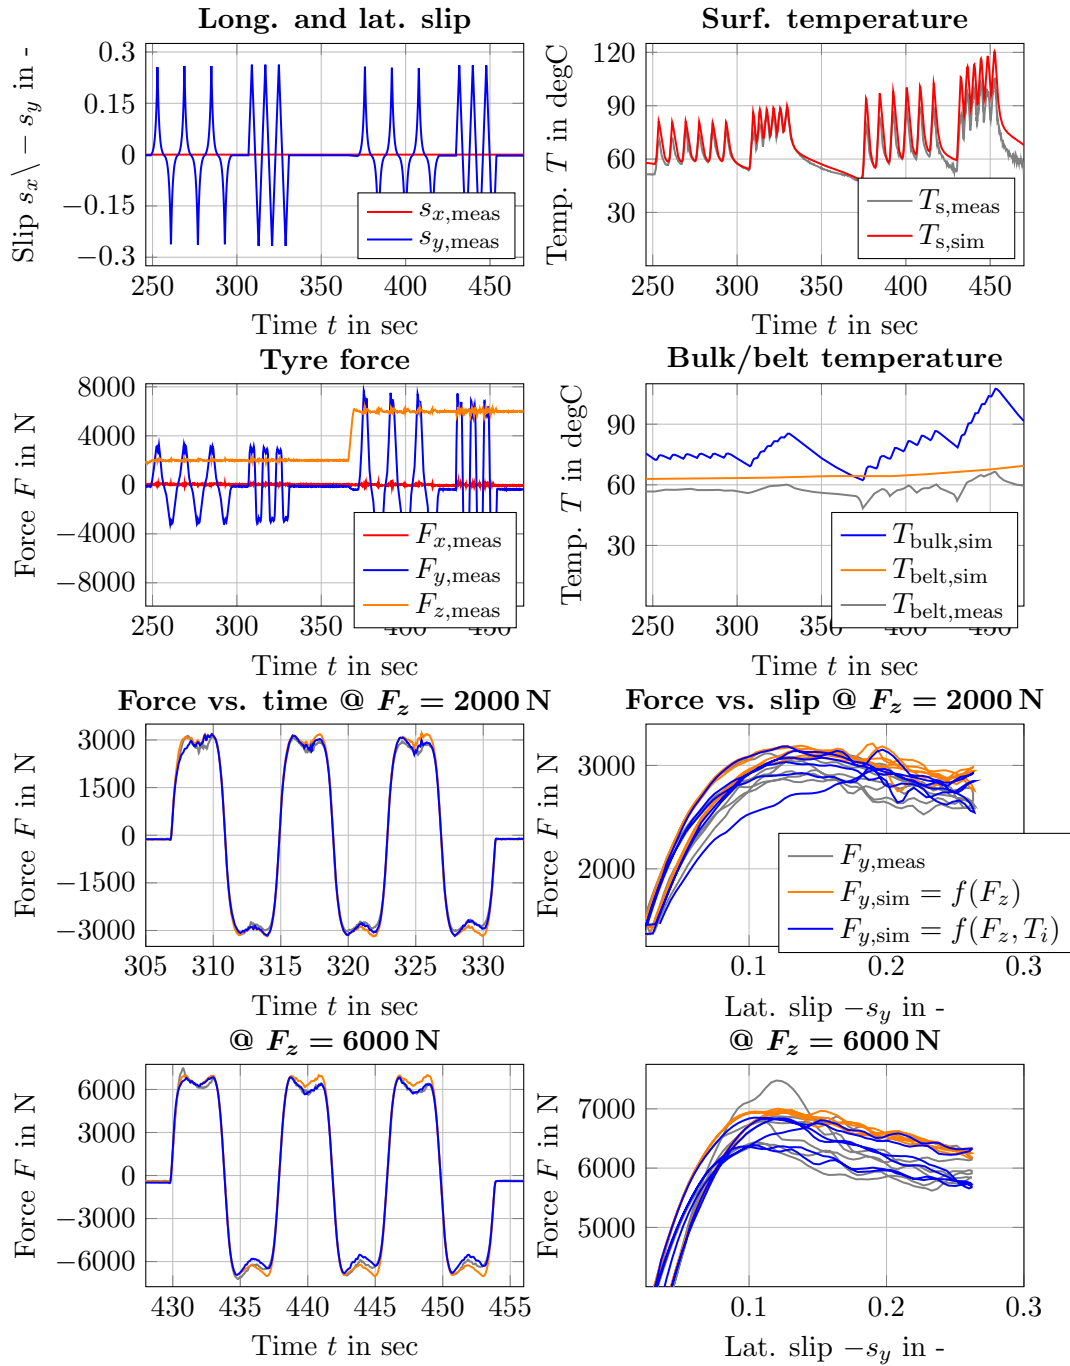 Long. and lat. slip
Slip s_x\ − s_y in -
0.3
0.15
0
−0.15
−0.3
s_x,meas
s_y,meas
250 300 350 400 450
Time t in sec
Surf. temperature
Temp. T in degC
120
90
60
30
T_s,meas
T_s,sim
250 300 350 400 450
Time t in sec
Tyre force
Force F in N
8000
4000
0
−4000
−8000
F_x,meas
F_y,meas
F_z,meas
250 300 350 400 450
Time t in sec
Bulk/belt temperature
Temp. T in degC
90
60
30
T_bulk,sim
T_belt,sim
T_belt,meas
250 300 350 400 450
Time t in sec
Force vs. time @ F_z = 2000 N
Force F in N
3000
1500
0
−1500
−3000
305 310 315 320 325 330
Time t in sec
Force vs. slip @ F_z = 2000 N
Force F in N
3000
2000
F_y,meas
F_y,sim = f(F_z)
F_y,sim = f(F_z, T_i)
0.1 0.2 0.3
Lat. slip −s_y in -
@ F_z = 6000 N
Force F in N
6000
3000
0
−3000
−6000
430 435 440 445 450 455
Time t in sec
@ F_z = 6000 N
Force F in N
7000
6000
5000
0.1 0.2 0.3
Lat. slip −s_y in -